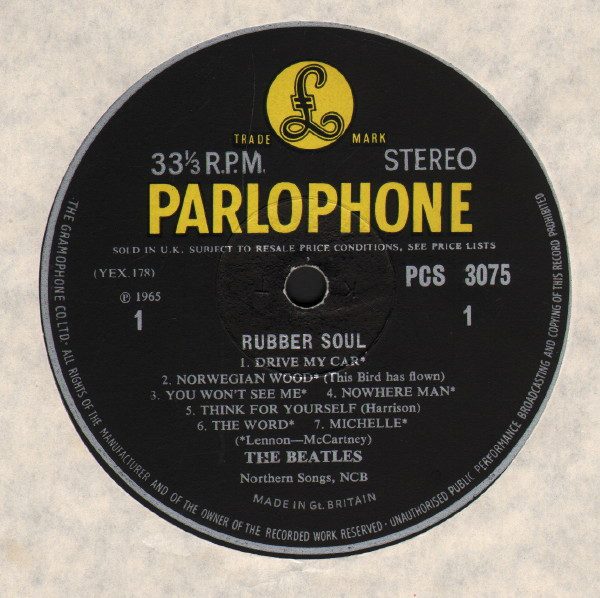 £
TRADE MARK
33⅓ R.P.M. STEREO
PARLOPHONE
SOLD IN U.K. SUBJECT TO RESALE PRICE CONDITIONS, SEE PRICE LISTS
(YEX.178) PCS 3075
℗ 1965
1 1
RUBBER SOUL
1. DRIVE MY CAR*
2. NORWEGIAN WOOD* (This Bird has flown)
3. YOU WON'T SEE ME* 4. NOWHERE MAN*
5. THINK FOR YOURSELF (Harrison)
6. THE WORD* 7. MICHELLE*
(*Lennon—McCartney)
THE BEATLES
Northern Songs, NCB
MADE IN Gt. BRITAIN
THE GRAMOPHONE CO. LTD. · ALL RIGHTS OF THE MANUFACTURER AND OF THE OWNER OF THE RECORDED WORK RESERVED · UNAUTHORISED PUBLIC PERFORMANCE BROADCASTING AND COPYING OF THIS RECORD PROHIBITED